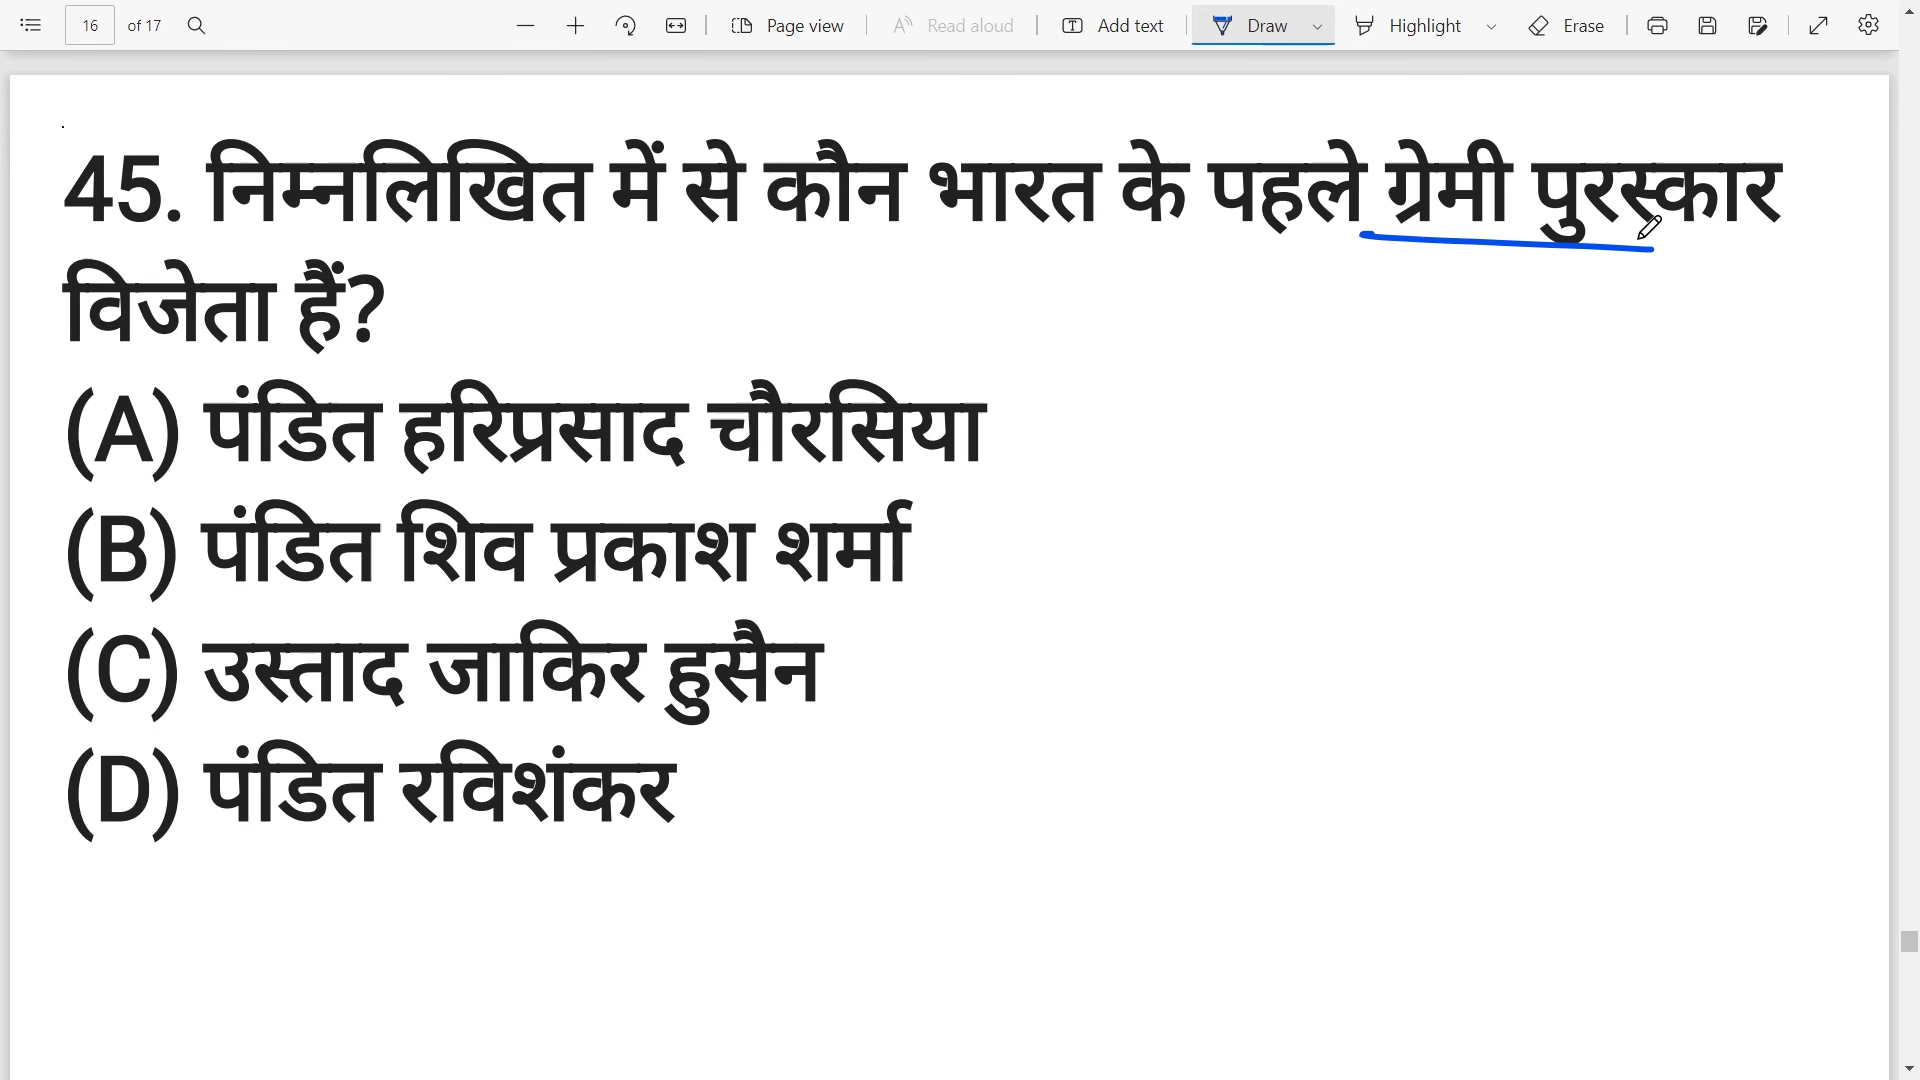 16 of 17 Page view Read aloud Add text Draw Highlight Erase
45. निम्नलिखित में से कौन भारत के पहले ग्रेमी पुरस्कार
विजेता हैं?
(A) पंडित हरिप्रसाद चौरसिया
(B) पंडित शिव प्रकाश शर्मा
(C) उस्ताद जाकिर हुसैन
(D) पंडित रविशंकर